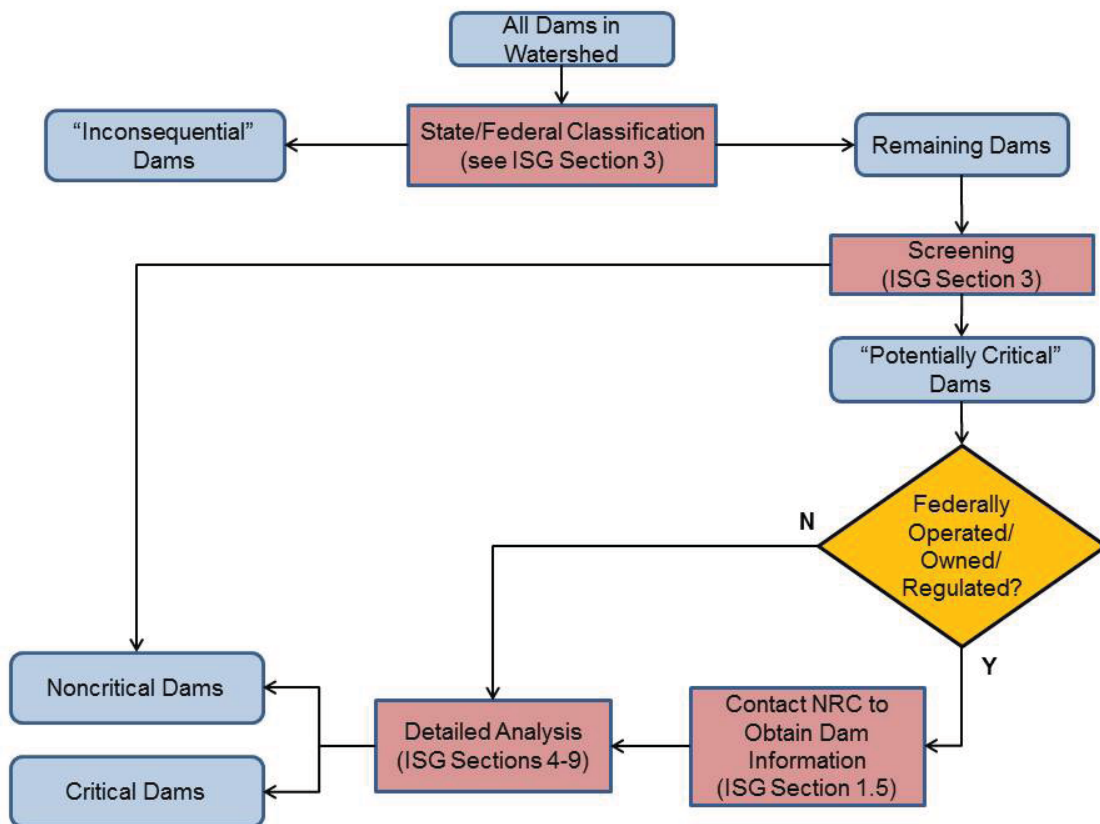 All Dams in
Watershed
“Inconsequential”
Dams
State/Federal Classification
(see ISG Section 3)
Remaining Dams
Screening
(ISG Section 3)
“Potentially Critical”
Dams
Federally
Operated/
Owned/
Regulated?
N
Y
Noncritical Dams
Detailed Analysis
(ISG Sections 4-9)
Contact NRC to
Obtain Dam
Information
(ISG Section 1.5)
Critical Dams